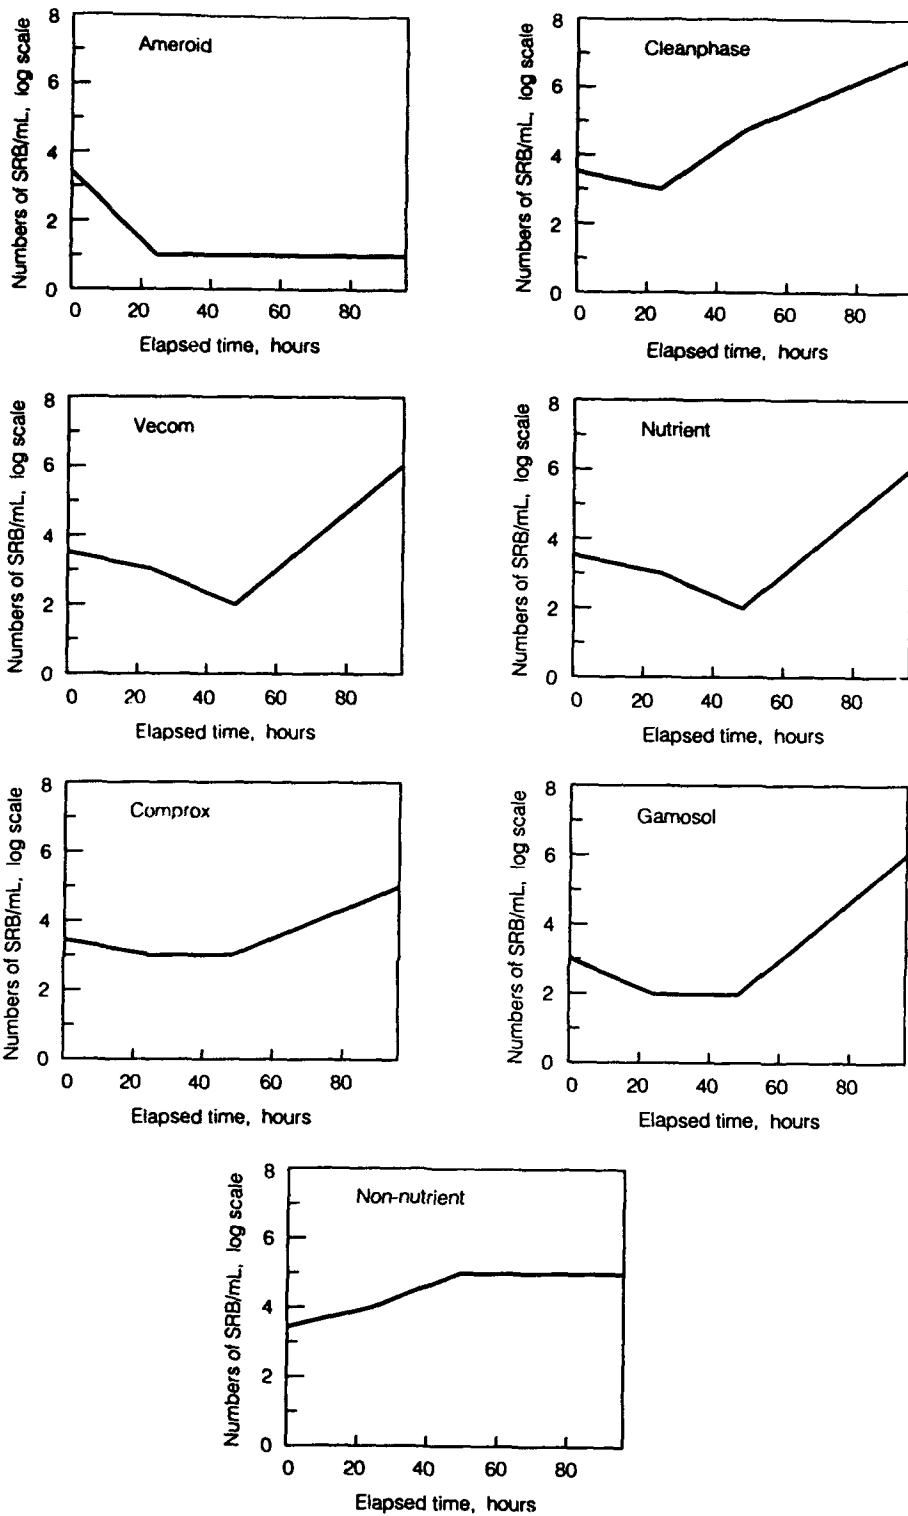 Ameroid
Numbers of SRB/mL, log scale
8
6
4
2
0
0 20 40 60 80
Elapsed time, hours
Cleanphase
Numbers of SRB/mL, log scale
8
6
4
2
0
0 20 40 60 80
Elapsed time, hours
Vecom
Numbers of SRB/mL, log scale
8
6
4
2
0
0 20 40 60 80
Elapsed time, hours
Nutrient
Numbers of SRB/mL, log scale
8
6
4
2
0
0 20 40 60 80
Elapsed time, hours
Comprox
Numbers of SRB/mL, log scale
8
6
4
2
0
0 20 40 60 80
Elapsed time, hours
Gamosol
Numbers of SRB/mL, log scale
8
6
4
2
0
0 20 40 60 80
Elapsed time, hours
Non-nutrient
Numbers of SRB/mL, log scale
8
6
4
2
0
0 20 40 60 80
Elapsed time, hours